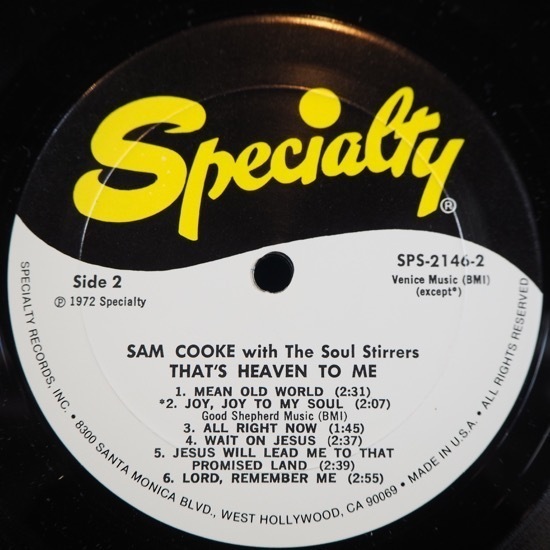 Specialty®
Side 2
℗ 1972 Specialty
SPS-2146-2
Venice Music (BMI)
(except*)
SAM COOKE with The Soul Stirrers
THAT'S HEAVEN TO ME
1. MEAN OLD WORLD (2:31)
*2. JOY, JOY TO MY SOUL (2:07)
Good Shepherd Music (BMI)
3. ALL RIGHT NOW (1:45)
4. WAIT ON JESUS (2:37)
5. JESUS WILL LEAD ME TO THAT
PROMISED LAND (2:39)
6. LORD, REMEMBER ME (2:55)
SPECIALTY RECORDS, INC. • 8300 SANTA MONICA BLVD., WEST HOLLYWOOD, CA 90069 • MADE IN U.S.A. • ALL RIGHTS RESERVED